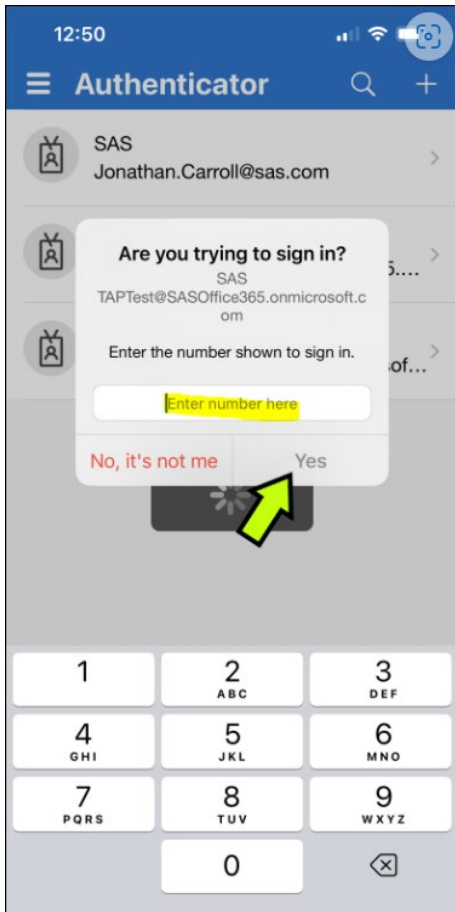 12:50
Authenticator
SAS
Jonathan.Carroll@sas.com
5....
of...
Are you trying to sign in?
SAS
TAPTest@SASOffice365.onmicrosoft.c
om
Enter the number shown to sign in.
Enter number here
No, it's not me
Yes
1
2
ABC
3
DEF
4
GHI
5
JKL
6
MNO
7
PQRS
8
TUV
9
WXYZ
0